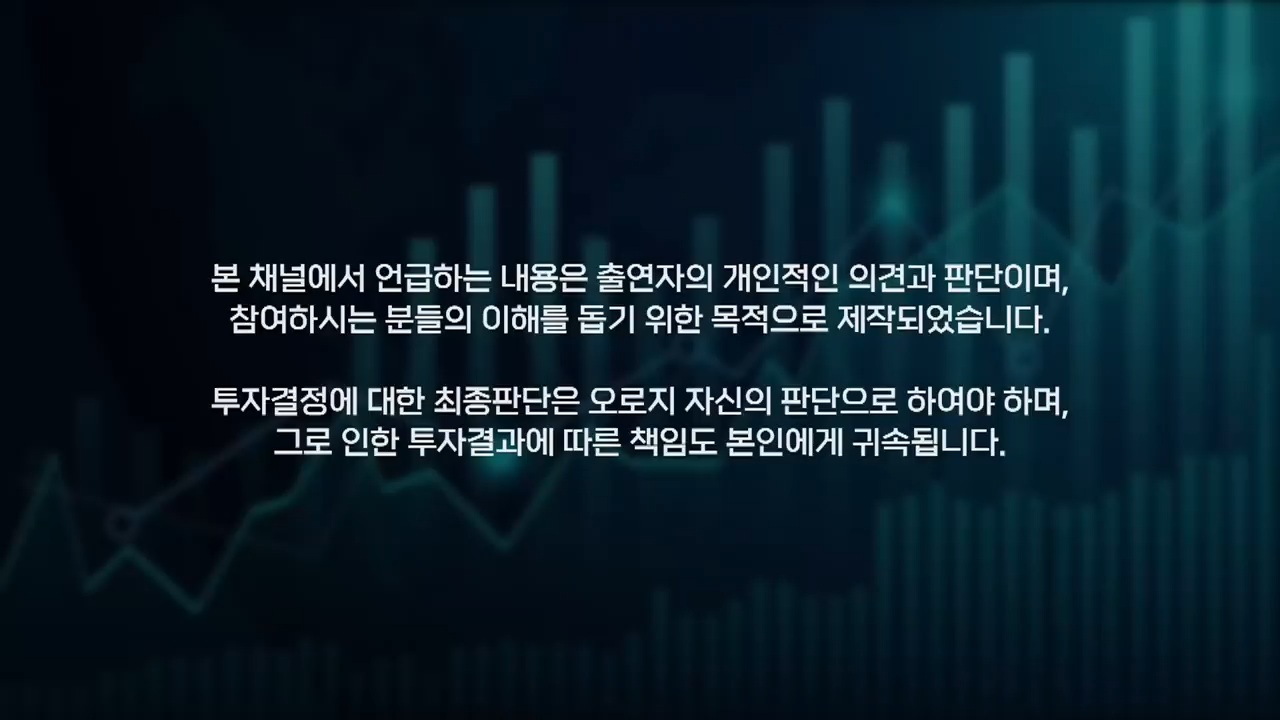 본 채널에서 언급하는 내용은 출연자의 개인적인 의견과 판단이며,
참여하시는 분들의 이해를 돕기 위한 목적으로 제작되었습니다.
투자결정에 대한 최종판단은 오로지 자신의 판단으로 하여야 하며,
그로 인한 투자결과에 따른 책임도 본인에게 귀속됩니다.